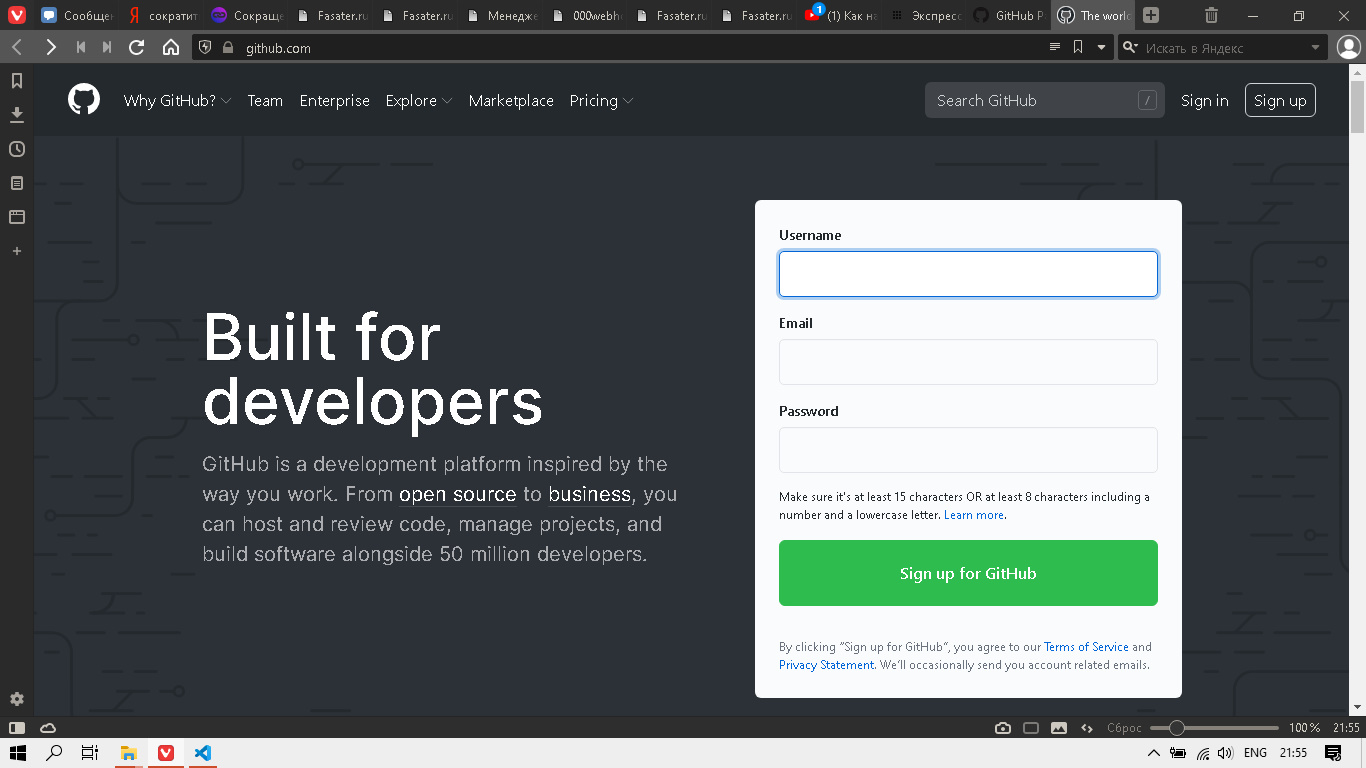 Сообщен
сократит
Сокраще
Fasater.ru
Fasater.ru
Менедже
000webho
Fasater.ru
Fasater.ru
1
(1) Как на
Экспресс
GitHub P
The world
github.com
Искать в Яндекс
Why GitHub?
Team
Enterprise
Explore
Marketplace
Pricing
Search GitHub
/
Sign in
Sign up
Built for
developers
GitHub is a development platform inspired by the
way you work. From open source to business, you
can host and review code, manage projects, and
build software alongside 50 million developers.
Username
Email
Password
Make sure it's at least 15 characters OR at least 8 characters including a
number and a lowercase letter. Learn more.
Sign up for GitHub
By clicking “Sign up for GitHub”, you agree to our Terms of Service and
Privacy Statement. We’ll occasionally send you account related emails.
Сброс
100 %
21:55
ENG
21:55